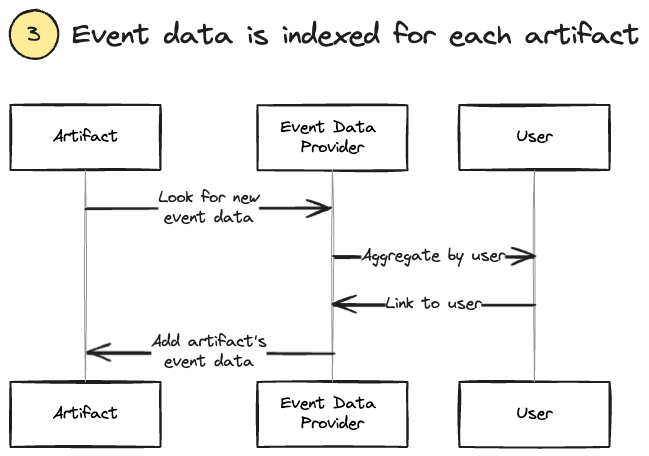 3 Event data is indexed for each artifact
Artifact
Event Data
Provider
User
Look for new
event data
Aggregate by user
Link to user
Add artifact's
event data
Artifact
Event Data
Provider
User